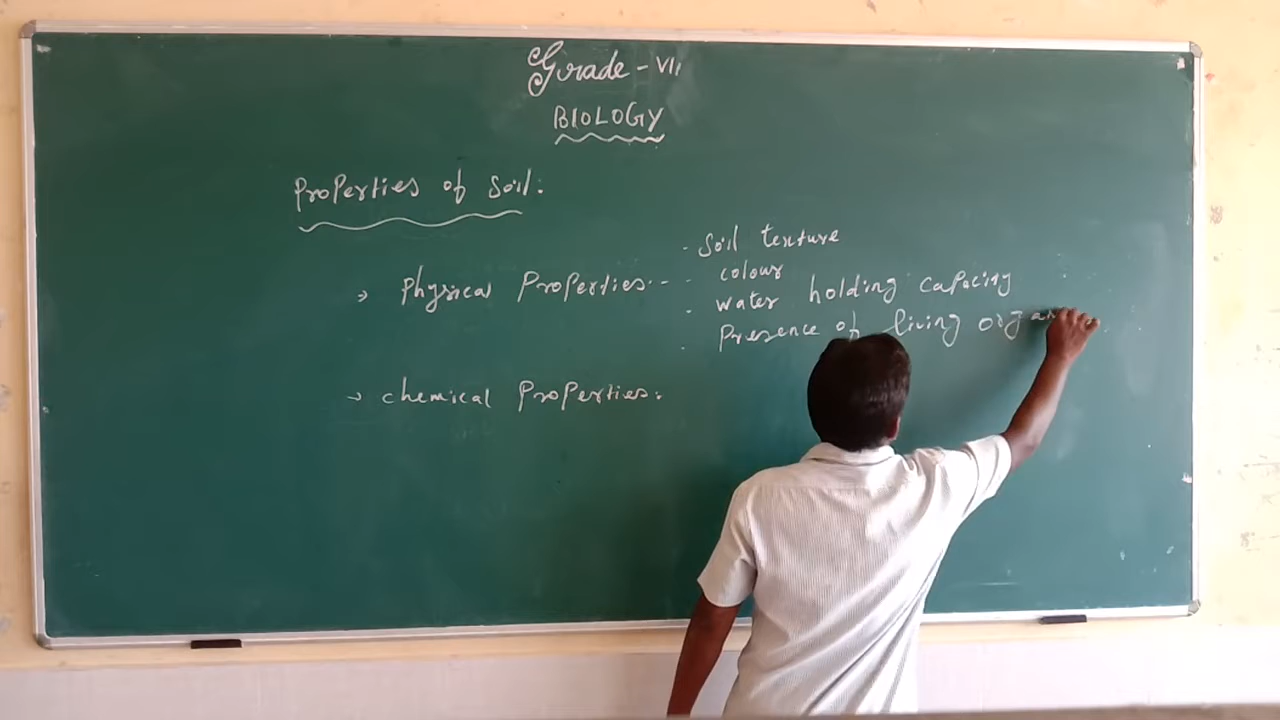 Grade - VII
BIOLOGY
Properties of Soil:
· Soil texture
· colour
→ Physical Properties:-
· water holding capacity
· Presence of living orga
→ chemical Properties: